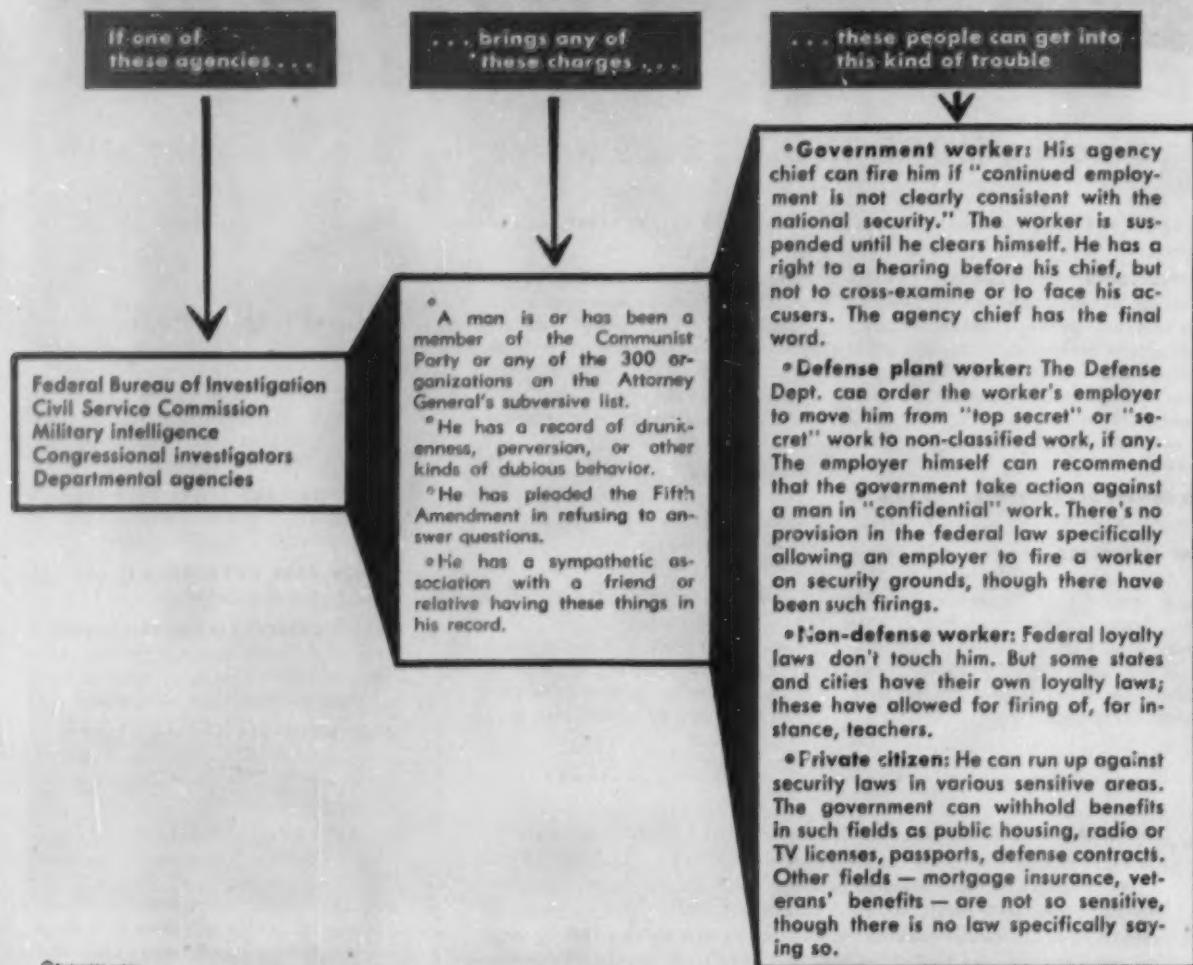 If one of
these agencies . . .
. . . brings any of
these charges . . .
. . . these people can get into
this kind of trouble
Federal Bureau of Investigation
Civil Service Commission
Military intelligence
Congressional investigators
Departmental agencies
• A man is or has been a
member of the Communist
Party or any of the 300 or-
ganizations on the Attorney
General's subversive list.
• He has a record of drunk-
enness, perversion, or other
kinds of dubious behavior.
• He has pleaded the Fifth
Amendment in refusing to an-
swer questions.
• He has a sympathetic as-
sociation with a friend or
relative having these things in
his record.
• Government worker: His agency
chief can fire him if "continued employ-
ment is not clearly consistent with the
national security." The worker is sus-
pended until he clears himself. He has a
right to a hearing before his chief, but
not to cross-examine or to face his ac-
cusers. The agency chief has the final
word.
• Defense plant worker: The Defense
Dept. can order the worker's employer
to move him from "top secret" or "se-
cret" work to non-classified work, if any.
The employer himself can recommend
that the government take action against
a man in "confidential" work. There's no
provision in the federal law specifically
allowing an employer to fire a worker
on security grounds, though there have
been such firings.
• Non-defense worker: Federal loyalty
laws don't touch him. But some states
and cities have their own loyalty laws;
these have allowed for firing of, for in-
stance, teachers.
• Private citizen: He can run up against
security laws in various sensitive areas.
The government can withhold benefits
in such fields as public housing, radio or
TV licenses, passports, defense contracts.
Other fields — mortgage insurance, vet-
erans' benefits — are not so sensitive,
though there is no law specifically say-
ing so.